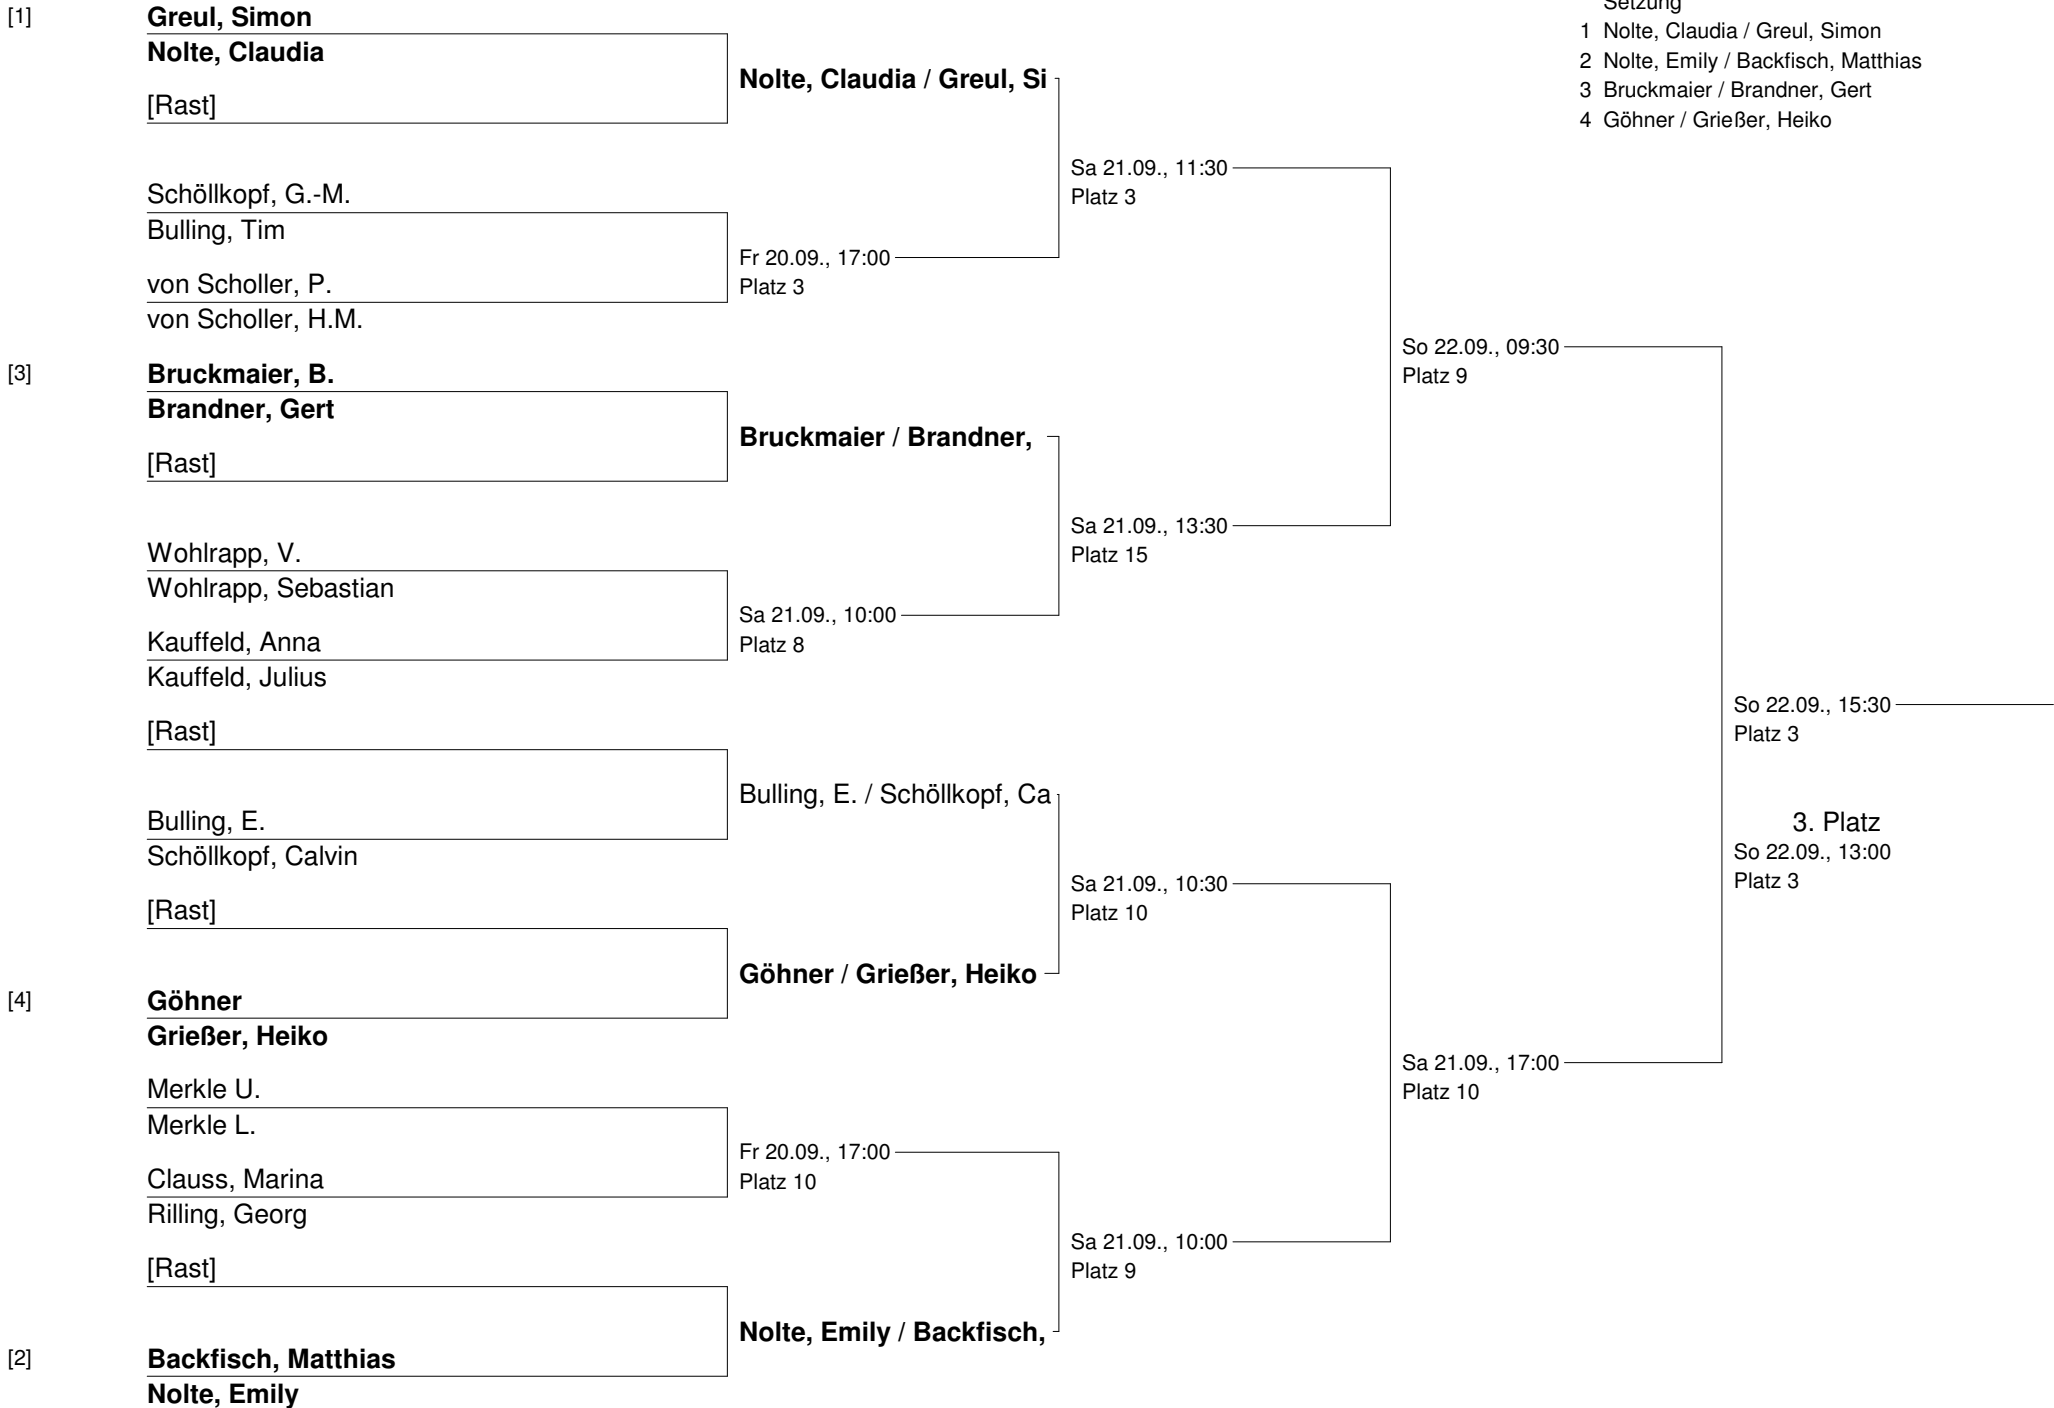 [1]
Greul, Simon
Nolte, Claudia
[Rast]
Schöllkopf, G.-M.
Bulling, Tim
von Scholler, P.
von Scholler, H.M.
[3]
Bruckmaier, B.
Brandner, Gert
[Rast]
Wohlrapp, V.
Wohlrapp, Sebastian
Kauffeld, Anna
Kauffeld, Julius
[Rast]
Bulling, E.
Schöllkopf, Calvin
[Rast]
[4]
Göhner
Grießer, Heiko
Merkle U.
Merkle L.
Clauss, Marina
Rilling, Georg
[Rast]
[2]
Backfisch, Matthias
Nolte, Emily
Nolte, Claudia / Greul, Si
Fr 20.09., 17:00
Platz 3
Bruckmaier / Brandner,
Sa 21.09., 10:00
Platz 8
Bulling, E. / Schöllkopf, Ca
Göhner / Grießer, Heiko
Fr 20.09., 17:00
Platz 10
Nolte, Emily / Backfisch,
Sa 21.09., 11:30
Platz 3
Sa 21.09., 13:30
Platz 15
Sa 21.09., 10:30
Platz 10
Sa 21.09., 10:00
Platz 9
So 22.09., 09:30
Platz 9
Sa 21.09., 17:00
Platz 10
So 22.09., 15:30
Platz 3
3. Platz
So 22.09., 13:00
Platz 3
Setzung
1 Nolte, Claudia / Greul, Simon
2 Nolte, Emily / Backfisch, Matthias
3 Bruckmaier / Brandner, Gert
4 Göhner / Grießer, Heiko